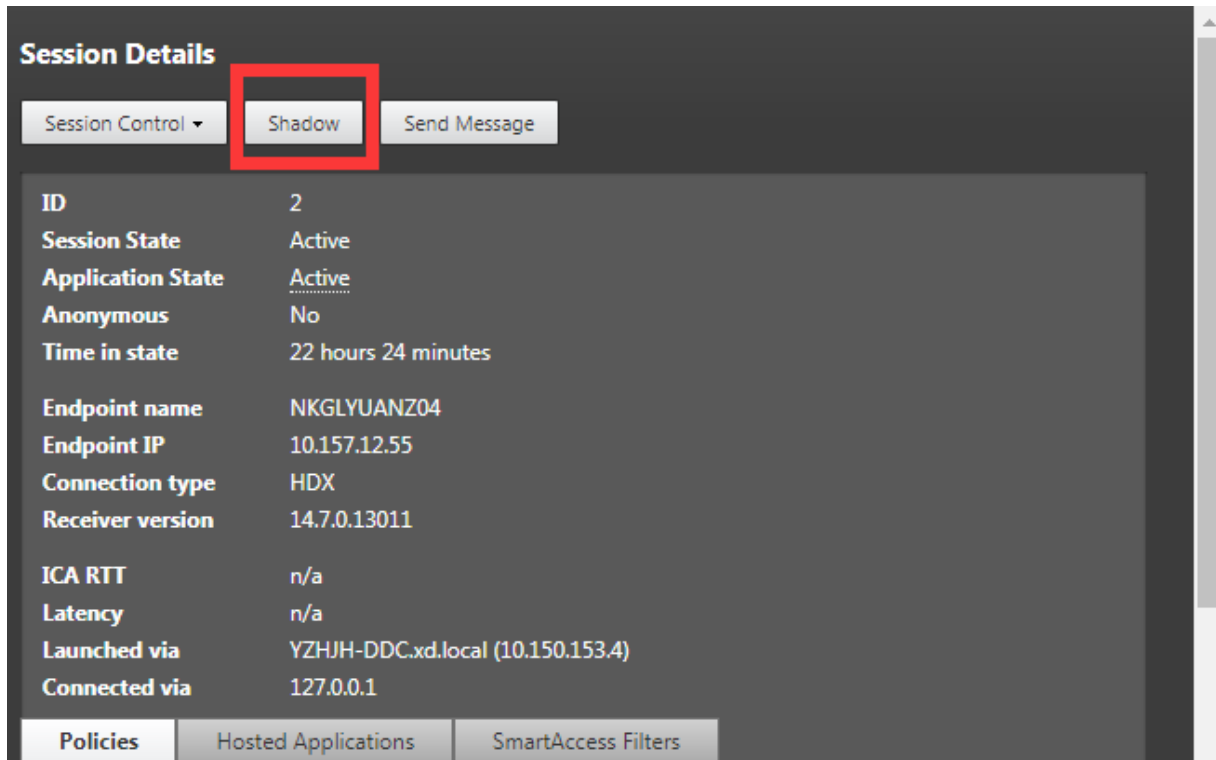 Session Details
Session Control Shadow Send Message
ID 2
Session State Active
Application State Active
Anonymous No
Time in state 22 hours 24 minutes
Endpoint name NKGLYUANZ04
Endpoint IP 10.157.12.55
Connection type HDX
Receiver version 14.7.0.13011
ICA RTT n/a
Latency n/a
Launched via YZHJH-DDC.xd.local (10.150.153.4)
Connected via 127.0.0.1
Policies Hosted Applications SmartAccess Filters